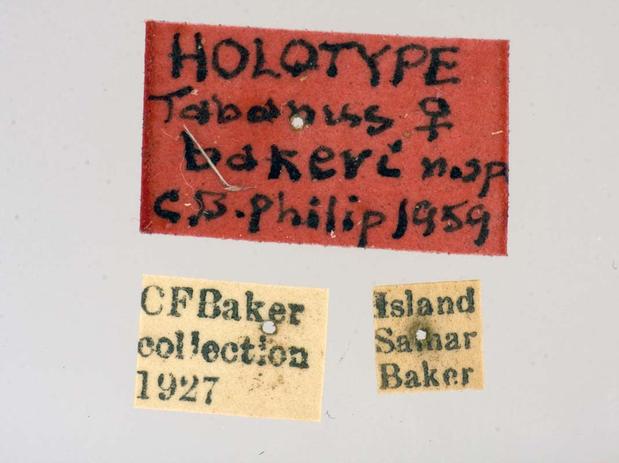 HOLOTYPE
Tabanus ♀
bakeri n.sp
C.B. Philip 1959
CFBaker
collection
1927
Island
Samar
Baker